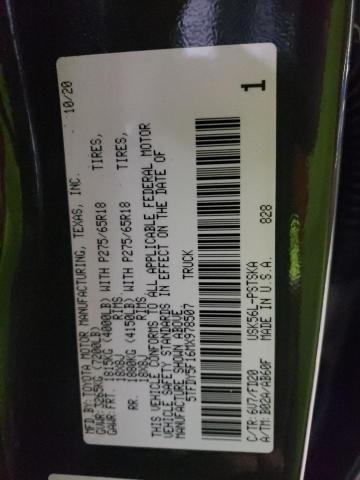 MFD. BY: TOYOTA MOTOR MANUFACTURING, TEXAS, INC. 10/20
GVWR: 3265KG (7200LB)
GAWR: FRT. 1815KG (4000LB) WITH P275/65R18 TIRES,
18X8J RIMS
RR. 1880KG (4150LB) WITH P275/65R18 TIRES,
18X8J RIMS
THIS VEHICLE CONFORMS TO ALL APPLICABLE FEDERAL MOTOR
VEHICLE SAFETY STANDARDS IN EFFECT ON THE DATE OF
MANUFACTURE SHOWN ABOVE.
5TFDY5F16MX978507 TRUCK
C/TR: 6U7/FD20 USK56L-PSTSKA
A/TM: B02A/AB60F MADE IN U.S.A. 828
1